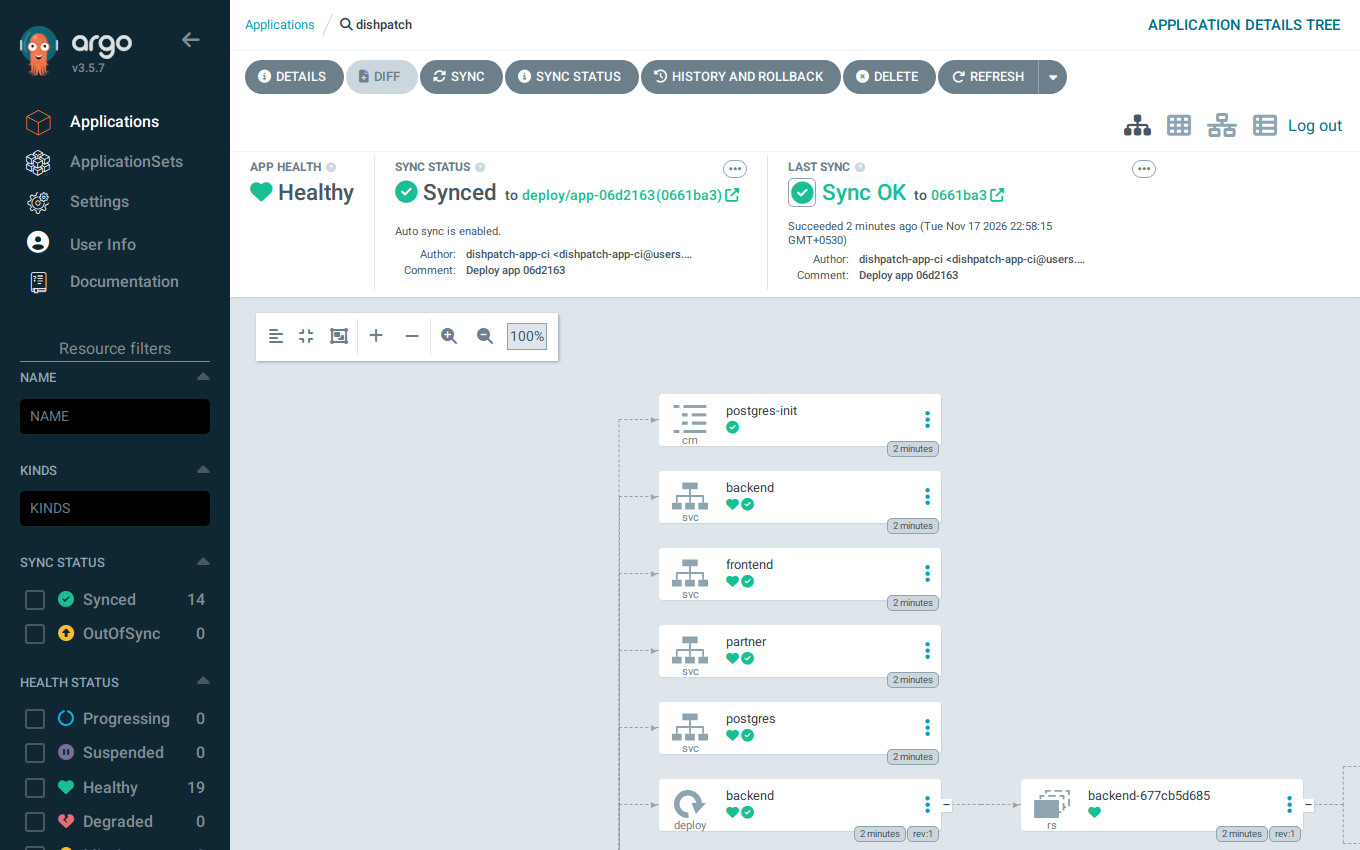 argo
v3.5.7
Applications
ApplicationSets
Settings
User Info
Documentation
Resource filters
NAME
NAME
KINDS
KINDS
SYNC STATUS
Synced 14
OutOfSync 0
HEALTH STATUS
Progressing 0
Suspended 0
Healthy 19
Degraded 0
Applications / dishpatch
APPLICATION DETAILS TREE
DETAILS DIFF SYNC SYNC STATUS HISTORY AND ROLLBACK DELETE REFRESH
Log out
APP HEALTH
Healthy
SYNC STATUS
Synced to deploy/app-06d2163(0661ba3)
Auto sync is enabled.
Author: dishpatch-app-ci <dishpatch-app-ci@users....
Comment: Deploy app 06d2163
LAST SYNC
Sync OK to 0661ba3
Succeeded 2 minutes ago (Tue Nov 17 2026 22:58:15
GMT+0530)
Author: dishpatch-app-ci <dishpatch-app-ci@users....
Comment: Deploy app 06d2163
100%
postgres-init
cm
2 minutes
backend
svc
2 minutes
frontend
svc
2 minutes
partner
svc
2 minutes
postgres
svc
2 minutes
backend
deploy
2 minutes rev:1
backend-677cb5d685
rs
2 minutes rev:1